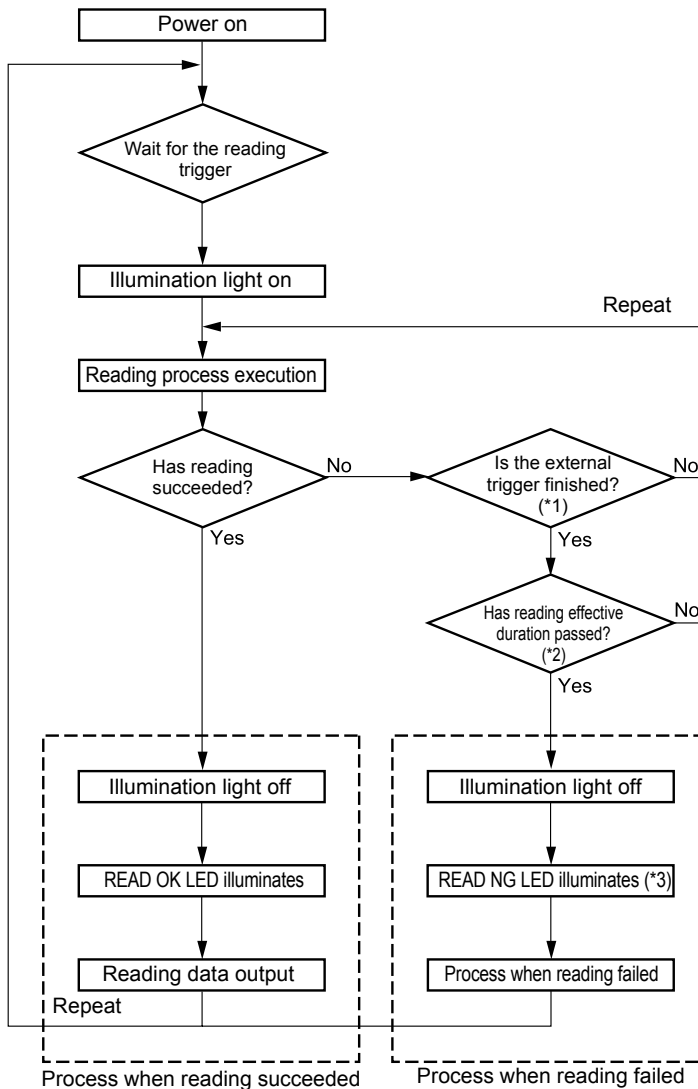 Power on
Wait for the reading
trigger
Illumination light on
Repeat
Reading process execution
Has reading
succeeded?
No
Is the external
trigger finished?
(*1)
No
Yes
Yes
Has reading effective
duration passed?
(*2)
No
Yes
Illumination light off
Illumination light off
READ OK LED illuminates
READ NG LED illuminates (*3)
Reading data output
Process when reading failed
Repeat
Process when reading succeeded
Process when reading failed